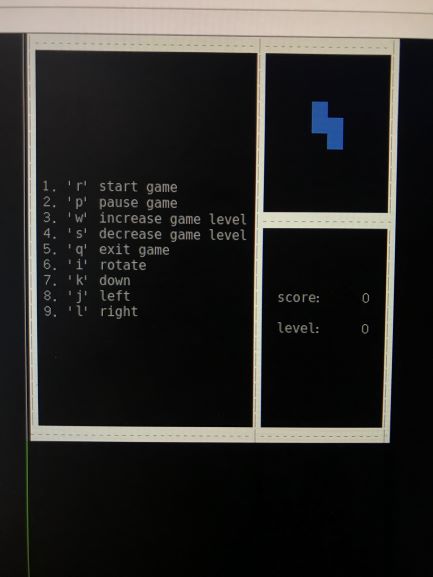 1. 'r' start game
2. 'p' pause game
3. 'w' increase game level
4. 's' decrease game level
5. 'q' exit game
6. 'i' rotate
7. 'k' down
8. 'j' left
9. 'l' right
score: 0
level: 0